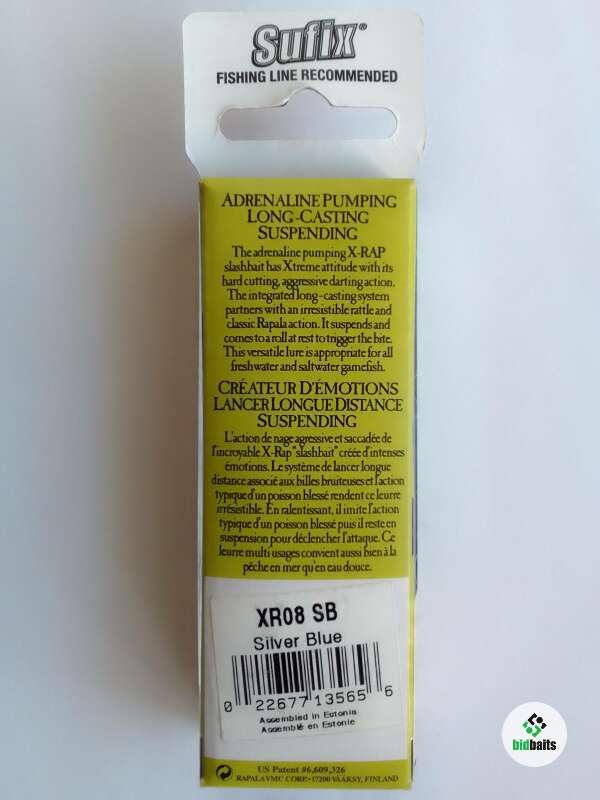 Sufix®
FISHING LINE RECOMMENDED
ADRENALINE PUMPING
LONG-CASTING
SUSPENDING
The adrenaline pumping X-RAP
slashbait has Xtreme attitude with its
hard cutting, aggressive darting action.
The integrated long-casting system
partners with an irresistible rattle and
classic Rapala action. It suspends and
comes to a roll at rest to trigger the bite.
This versatile lure is appropriate for all
freshwater and saltwater gamefish.
CRÉATEUR D'ÉMOTIONS
LANCER LONGUE DISTANCE
SUSPENDING
L'action de nage agressive et saccadée de
l'incroyable X-Rap "slashbait" créée d'intenses
émotions. Le système de lancer longue
distance associé aux billes bruiteuses et l'action
typique d'un poisson blessé rendent ce leurre
irrésistible. En ralentissant, il imite l'action
typique d'un poisson blessé puis il reste en
suspension pour déclencher l'attaque. Ce
leurre multi usages convient aussi bien à la
pêche en mer qu'en eau douce.
XR08 SB
Silver Blue
0 22677 13565 6
Assembled in Estonia
Assemblé en Estonie
US Patent #6,609,326
RAPALA VMC CORP.•17200 VÄÄKSY, FINLAND
bidbaits